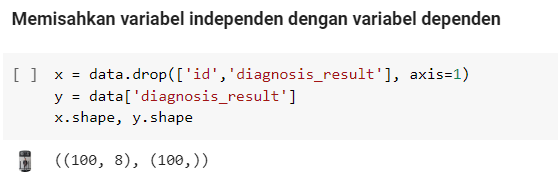 Memisahkan variabel independen dengan variabel dependen
[ ] x = data.drop(['id','diagnosis_result'], axis=1)
y = data['diagnosis_result']
x.shape, y.shape
((100, 8), (100,))